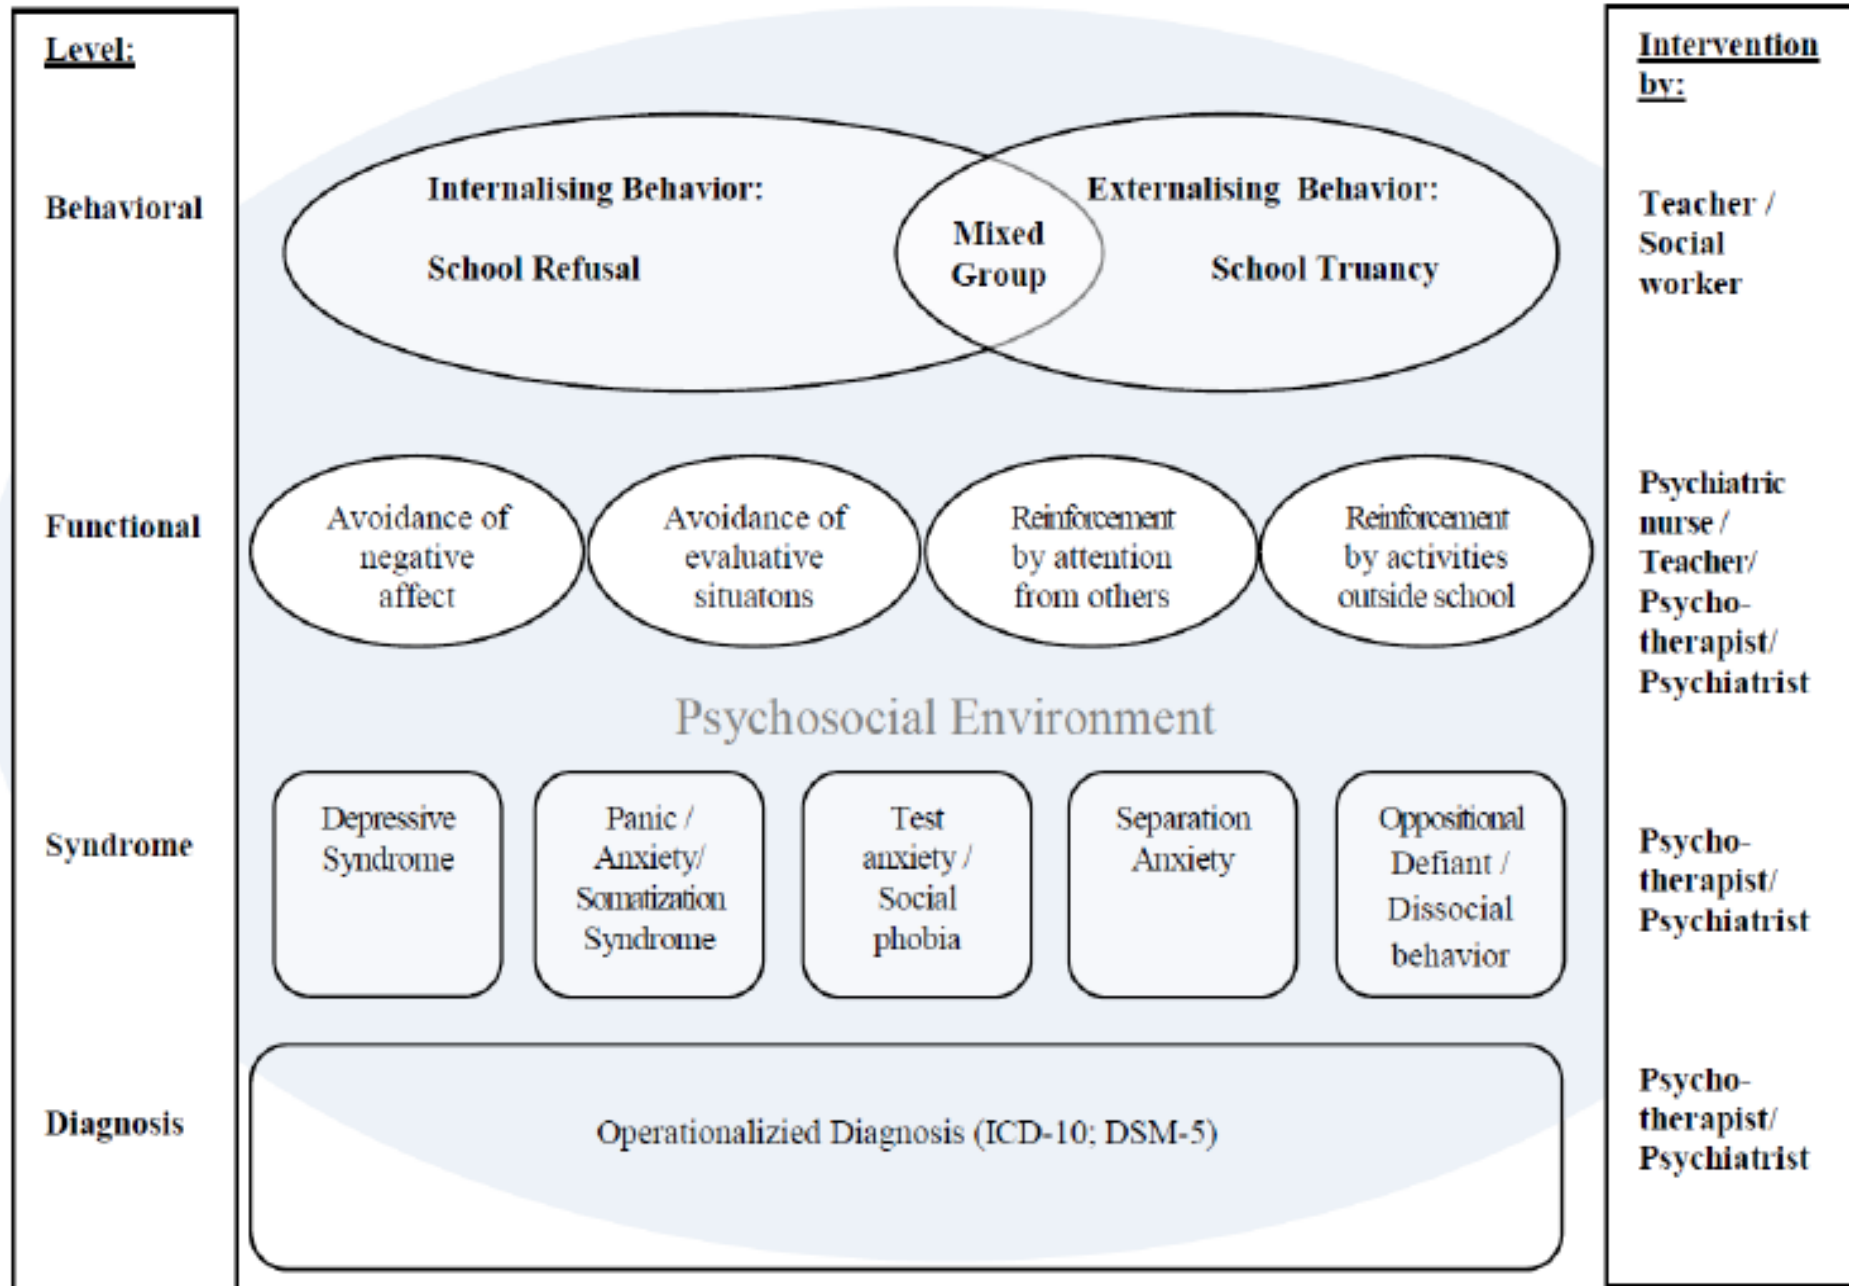 Level:
Intervention
by:
Behavioral
Internalising Behavior:
School Refusal
Mixed
Group
Externalising Behavior:
School Truancy
Teacher /
Social
worker
Functional
Avoidance of
negative
affect
Avoidance of
evaluative
situatons
Reinforcement
by attention
from others
Reinforcement
by activities
outside school
Psychiatric
nurse /
Teacher/
Psycho-
therapist/
Psychiatrist
Psychosocial Environment
Syndrome
Depressive
Syndrome
Panic /
Anxiety/
Somatization
Syndrome
Test
anxiety /
Social
phobia
Separation
Anxiety
Oppositional
Defiant /
Dissocial
behavior
Psycho-
therapist/
Psychiatrist
Diagnosis
Operationalizied Diagnosis (ICD-10; DSM-5)
Psycho-
therapist/
Psychiatrist